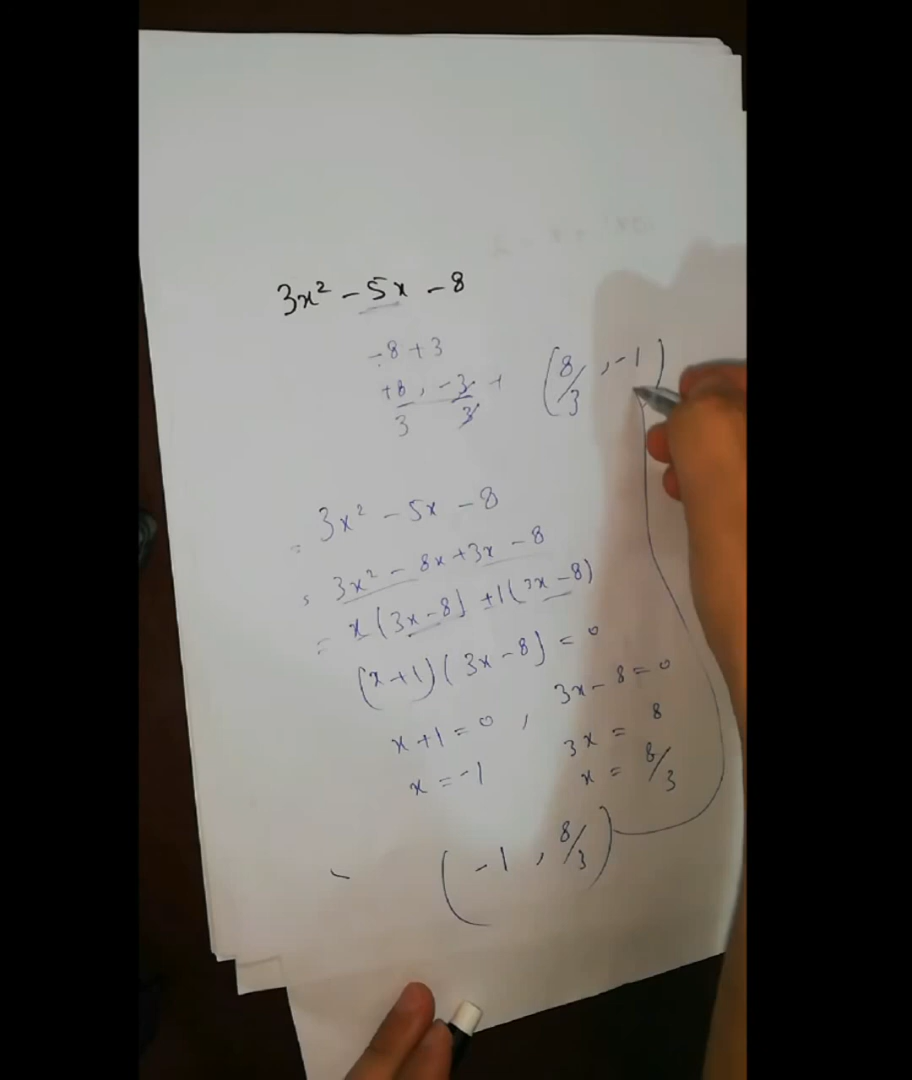 3x² - 5x - 8
-8 + 3
+8/3 , -3/3 + (8/3 , -1)
= 3x² - 5x - 8
= 3x² - 8x + 3x - 8
= x(3x-8) + 1(3x-8)
(x+1)(3x-8) = 0
x+1 = 0 , 3x - 8 = 0
3x = 8
x = -1 x = 8/3
(-1 , 8/3)